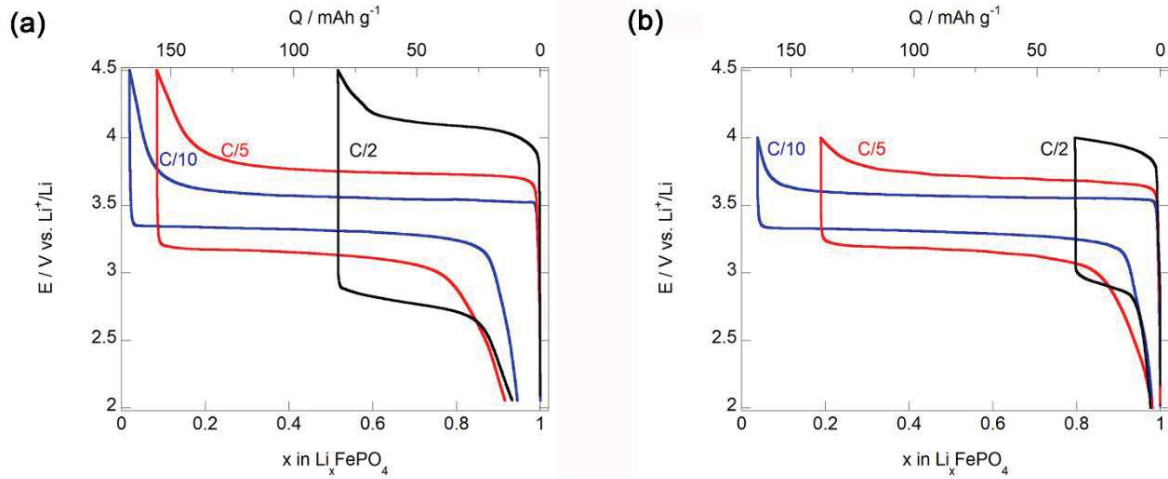 (a)
Q / mAh g⁻¹
150 100 50 0
4.5
4
3.5
3
2.5
2
E / V vs. Li⁺/Li
C/10
C/5
C/2
0 0.2 0.4 0.6 0.8 1
x in LiₓFePO₄
(b)
Q / mAh g⁻¹
150 100 50 0
4.5
4
3.5
3
2.5
2
E / V vs. Li⁺/Li
C/10
C/5
C/2
0 0.2 0.4 0.6 0.8 1
x in LiₓFePO₄